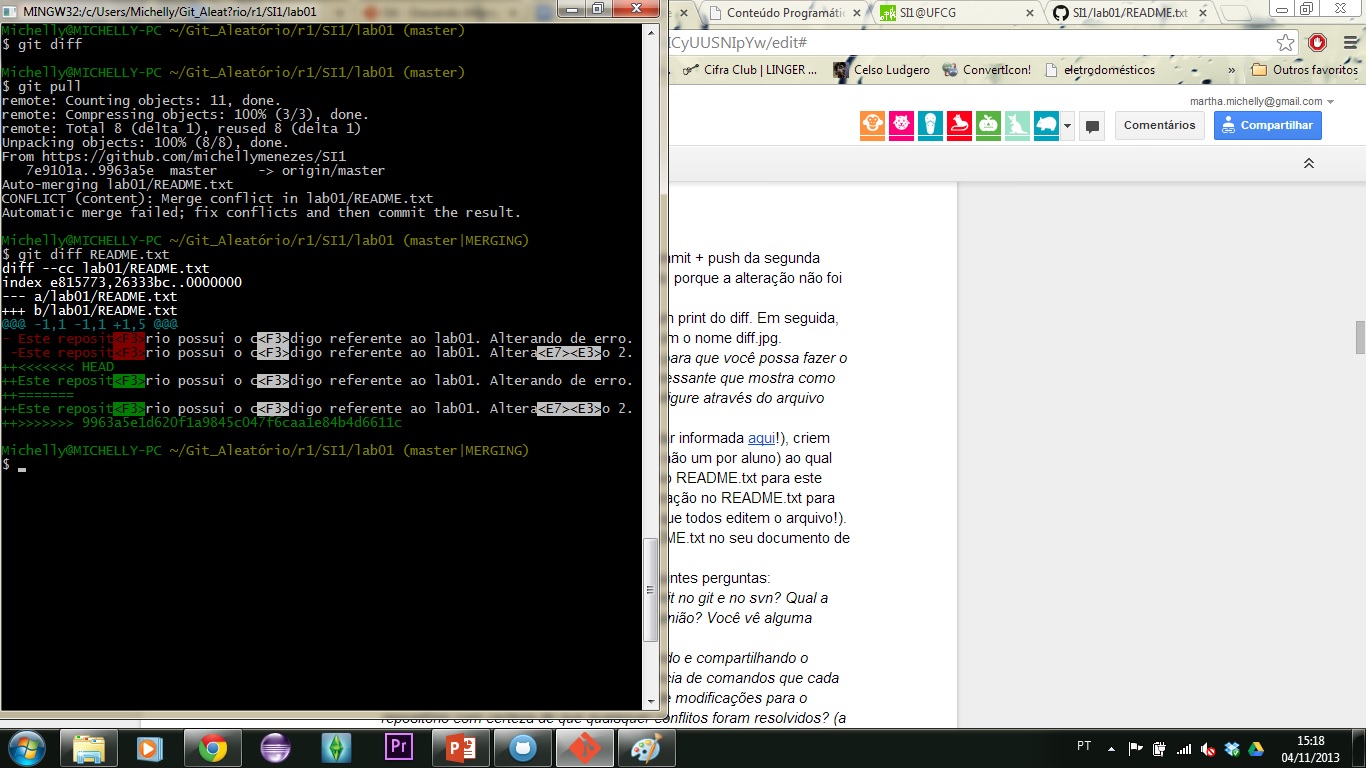 MINGW32:/c/Users/Michelly/Git_Aleat?rio/r1/SI1/lab01
Michelly@MICHELLY-PC ~/Git_Aleatório/r1/SI1/lab01 (master)
$ git diff
Michelly@MICHELLY-PC ~/Git_Aleatório/r1/SI1/lab01 (master)
$ git pull
remote: Counting objects: 11, done.
remote: Compressing objects: 100% (3/3), done.
remote: Total 8 (delta 1), reused 8 (delta 1)
Unpacking objects: 100% (8/8), done.
From https://github.com/michellymenezes/SI1
7e9101a..9963a5e master -> origin/master
Auto-merging lab01/README.txt
CONFLICT (content): Merge conflict in lab01/README.txt
Automatic merge failed; fix conflicts and then commit the result.
Michelly@MICHELLY-PC ~/Git_Aleatório/r1/SI1/lab01 (master|MERGING)
$ git diff README.txt
diff --cc lab01/README.txt
index e815773,26333bc..0000000
--- a/lab01/README.txt
+++ b/lab01/README.txt
@@@ -1,1 -1,1 +1,5 @@@
- Este reposit<F3>rio possui o c<F3>digo referente ao lab01. Alterando de erro.
 -Este reposit<F3>rio possui o c<F3>digo referente ao lab01. Altera<E7><E3>o 2.
++<<<<<<< HEAD
++Este reposit<F3>rio possui o c<F3>digo referente ao lab01. Alterando de erro.
++=======
++Este reposit<F3>rio possui o c<F3>digo referente ao lab01. Altera<E7><E3>o 2.
++>>>>>>> 9963a5e1d620f1a9845c047f6caa1e84b4d6611c
Michelly@MICHELLY-PC ~/Git_Aleatório/r1/SI1/lab01 (master|MERGING)
$
Conteúdo Programáti
SI1@UFCG
SI1/lab01/README.txt
ICyUUSNIpYw/edit#
Cifra Club | LINGER ...
Celso Ludgero
ConvertIcon!
eletrodomésticos
»
Outros favoritos
martha.michelly@gmail.com
Comentários
Compartilhar
mit + push da segunda
porque a alteração não foi
print do diff. Em seguida,
m o nome diff.jpg.
para que você possa fazer o
essante que mostra como
igure através do arquivo
r informada aqui!), criem
ão um por aluno) ao qual
o README.txt para este
ação no README.txt para
ue todos editem o arquivo!).
ME.txt no seu documento de
ntes perguntas:
it no git e no svn? Qual a
nião? Você vê alguma
do e compartilhando o
cia de comandos que cada
e modificações para o
repositório com certeza de que quaisquer conflitos foram resolvidos? (a
Pr
PT
15:18
04/11/2013